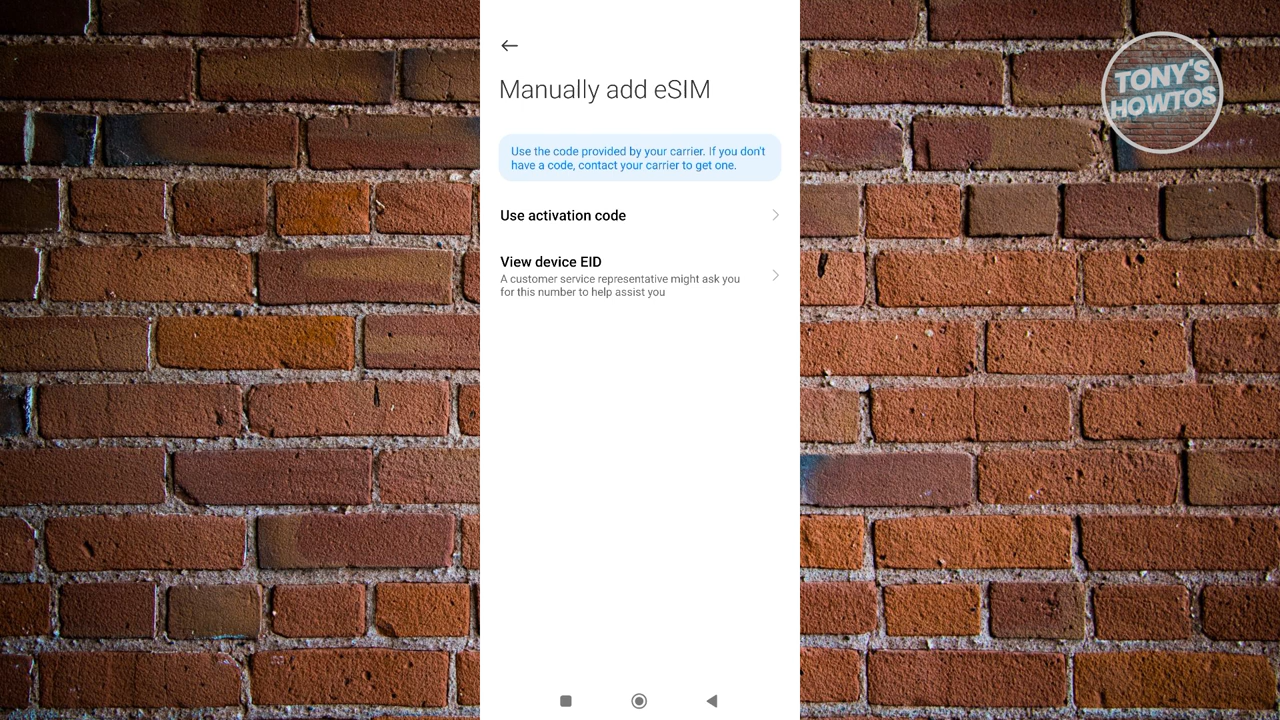 TONY'S
HOWTOS
Manually add eSIM
Use the code provided by your carrier. If you don't
have a code, contact your carrier to get one.
Use activation code
View device EID
A customer service representative might ask you
for this number to help assist you